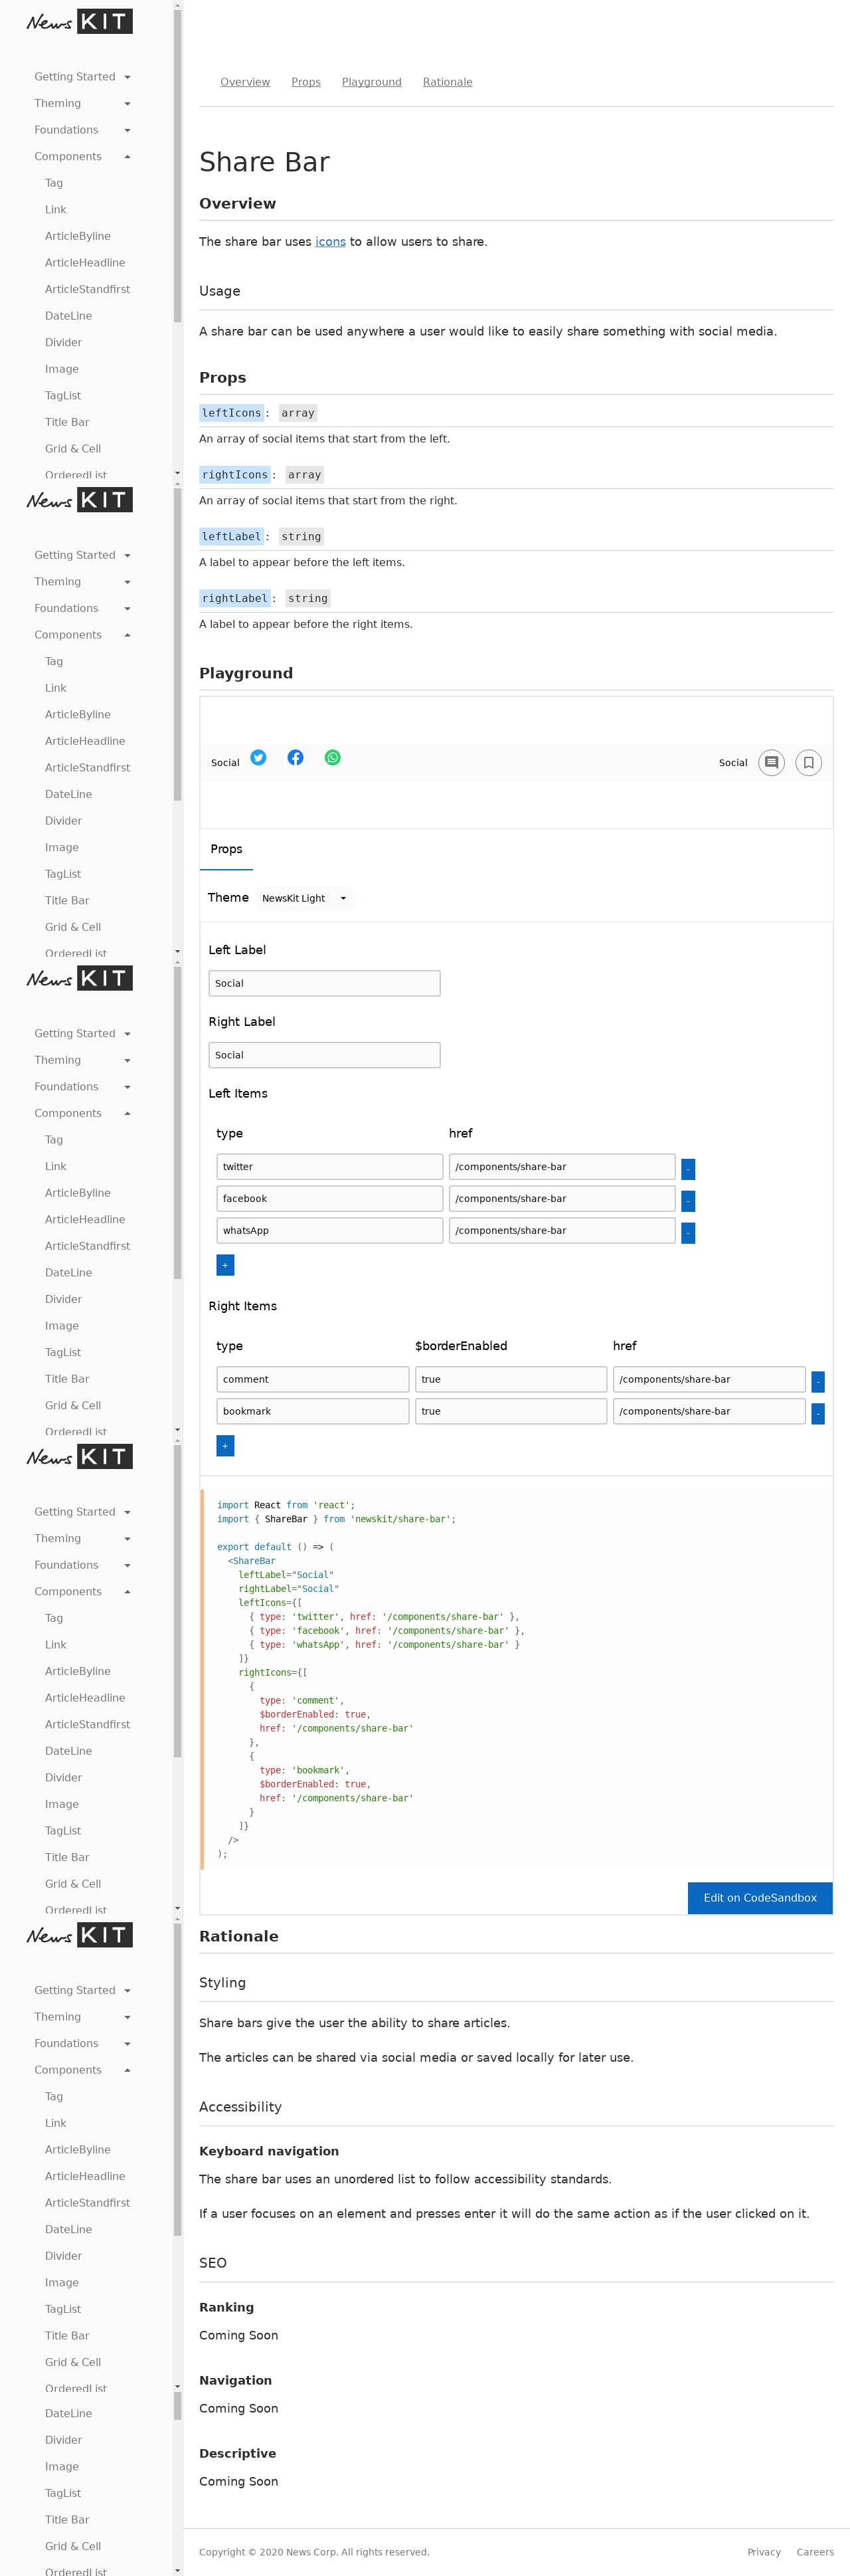 News KIT
Getting Started
Theming
Foundations
Components
Tag
Link
ArticleByline
ArticleHeadline
ArticleStandfirst
DateLine
Divider
Image
TagList
Title Bar
Grid & Cell
OrderedList
News KIT
Getting Started
Theming
Foundations
Components
Tag
Link
ArticleByline
ArticleHeadline
ArticleStandfirst
DateLine
Divider
Image
TagList
Title Bar
Grid & Cell
OrderedList
News KIT
Getting Started
Theming
Foundations
Components
Tag
Link
ArticleByline
ArticleHeadline
ArticleStandfirst
DateLine
Divider
Image
TagList
Title Bar
Grid & Cell
OrderedList
News KIT
Getting Started
Theming
Foundations
Components
Tag
Link
ArticleByline
ArticleHeadline
ArticleStandfirst
DateLine
Divider
Image
TagList
Title Bar
Grid & Cell
OrderedList
News KIT
Getting Started
Theming
Foundations
Components
Tag
Link
ArticleByline
ArticleHeadline
ArticleStandfirst
DateLine
Divider
Image
TagList
Title Bar
Grid & Cell
OrderedList
DateLine
Divider
Image
TagList
Title Bar
Grid & Cell
OrderedList
Overview Props Playground Rationale
Share Bar
Overview
The share bar uses icons to allow users to share.
Usage
A share bar can be used anywhere a user would like to easily share something with social media.
Props
leftIcons: array
An array of social items that start from the left.
rightIcons: array
An array of social items that start from the right.
leftLabel: string
A label to appear before the left items.
rightLabel: string
A label to appear before the right items.
Playground
Social Social
Props
Theme NewsKit Light
Left Label
Social
Right Label
Social
Left Items
type href
twitter /components/share-bar -
facebook /components/share-bar -
whatsApp /components/share-bar -
+
Right Items
type $borderEnabled href
comment true /components/share-bar -
bookmark true /components/share-bar -
+
import React from 'react';
import { ShareBar } from 'newskit/share-bar';
export default () => (
<ShareBar
leftLabel="Social"
rightLabel="Social"
leftIcons={[
{ type: 'twitter', href: '/components/share-bar' },
{ type: 'facebook', href: '/components/share-bar' },
{ type: 'whatsApp', href: '/components/share-bar' }
]}
rightIcons={[
{
type: 'comment',
$borderEnabled: true,
href: '/components/share-bar'
},
{
type: 'bookmark',
$borderEnabled: true,
href: '/components/share-bar'
}
]}
/>
);
Edit on CodeSandbox
Rationale
Styling
Share bars give the user the ability to share articles.
The articles can be shared via social media or saved locally for later use.
Accessibility
Keyboard navigation
The share bar uses an unordered list to follow accessibility standards.
If a user focuses on an element and presses enter it will do the same action as if the user clicked on it.
SEO
Ranking
Coming Soon
Navigation
Coming Soon
Descriptive
Coming Soon
Copyright © 2020 News Corp. All rights reserved. Privacy Careers